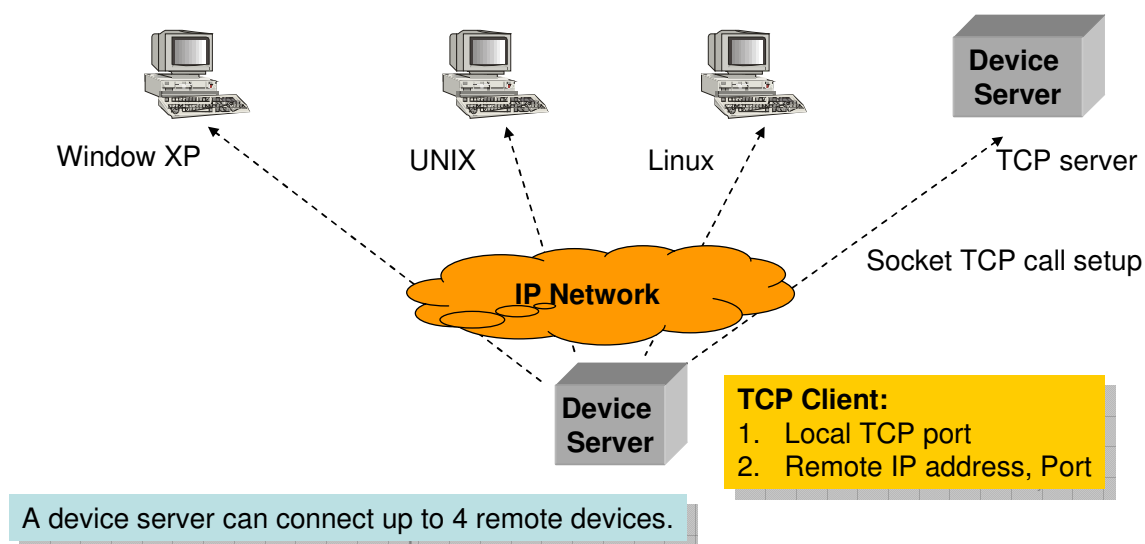 Device
Server
Window XP
UNIX
Linux
TCP server
Socket TCP call setup
IP Network
Device
Server
TCP Client:
1. Local TCP port
2. Remote IP address, Port
A device server can connect up to 4 remote devices.